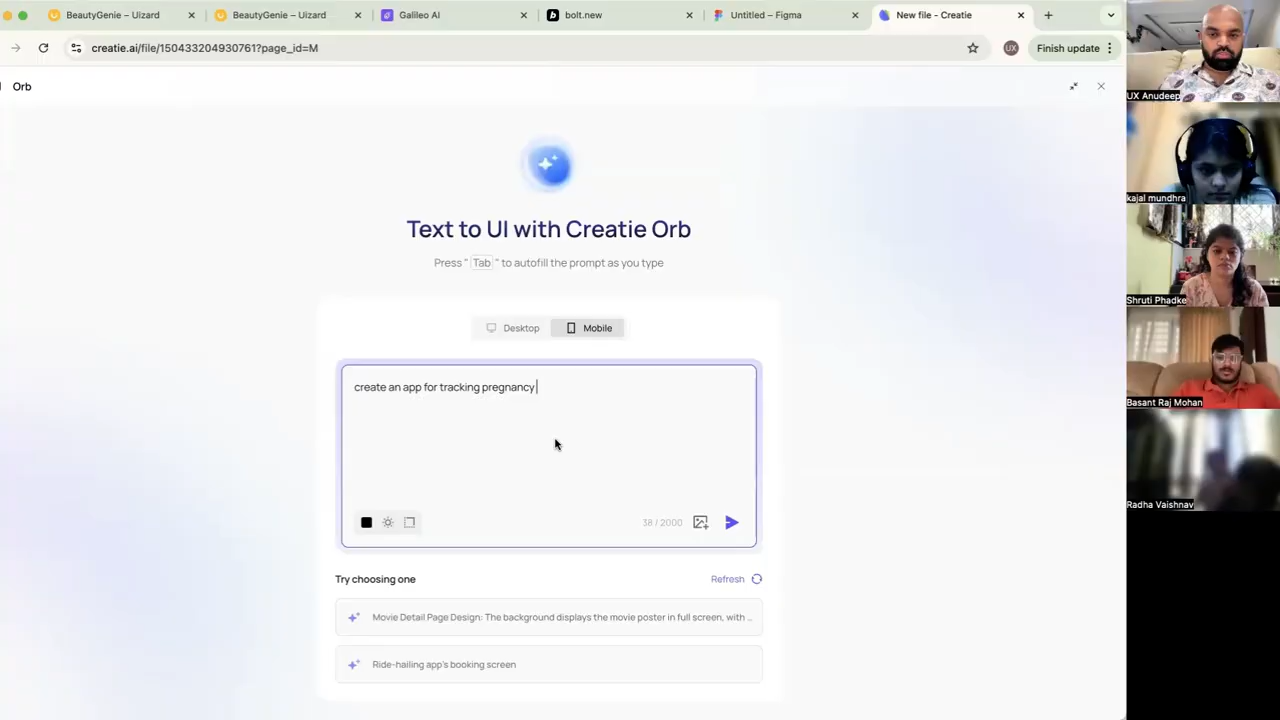 BeautyGenie – Uizard
BeautyGenie – Uizard
Galileo AI
bolt.new
Untitled – Figma
New file - Creatie
creatie.ai/file/150433204930761?page_id=M
UX
Finish update
Orb
Text to UI with Creatie Orb
Press " Tab " to autofill the prompt as you type
Desktop
Mobile
create an app for tracking pregnancy
38 / 2000
Try choosing one
Refresh
Movie Detail Page Design: The background displays the movie poster in full screen, with ...
Ride-hailing app's booking screen
UX Anudeep
kajal mundhra
Shruti Phadke
Basant Raj Mohan
Radha Vaishnav